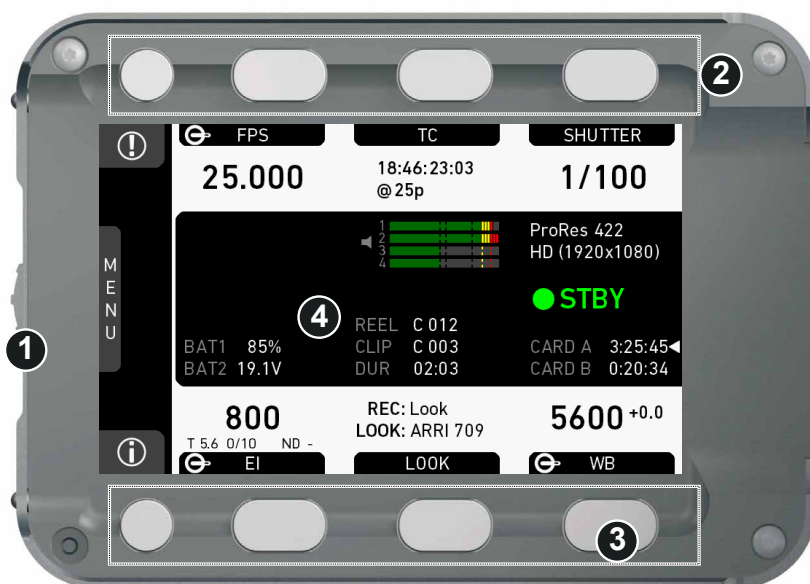 2
FPS
TC
SHUTTER
25.000
18:46:23:03
@25p
1/100
1
2
3
4
ProRes 422
HD (1920x1080)
MENU
STBY
4
1
REEL C 012
BAT1 85%
CLIP C 003
CARD A 3:25:45
BAT2 19.1V
DUR 02:03
CARD B 0:20:34
800
REC: Look
5600 +0.0
LOOK: ARRI 709
T 5.6 0/10 ND -
EI
LOOK
WB
3